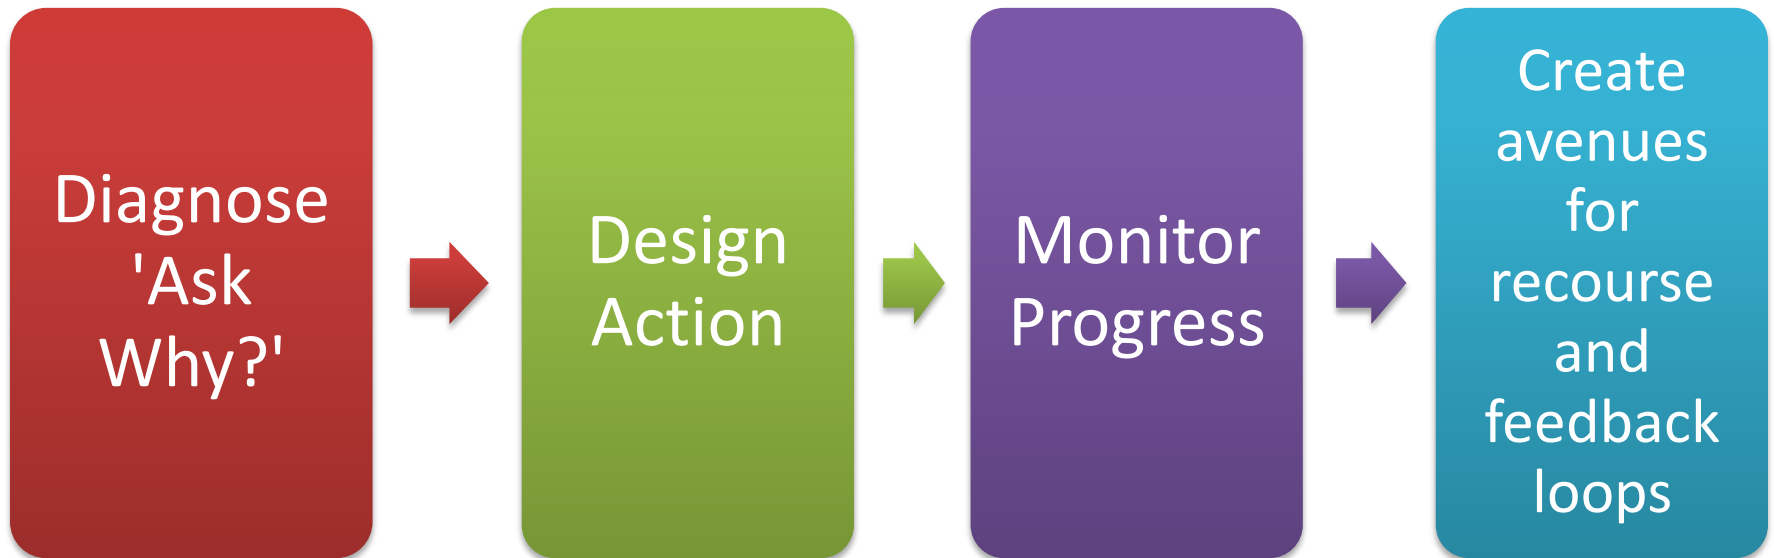 Diagnose
'Ask
Why?'
Design
Action
Monitor
Progress
Create
avenues
for
recourse
and
feedback
loops